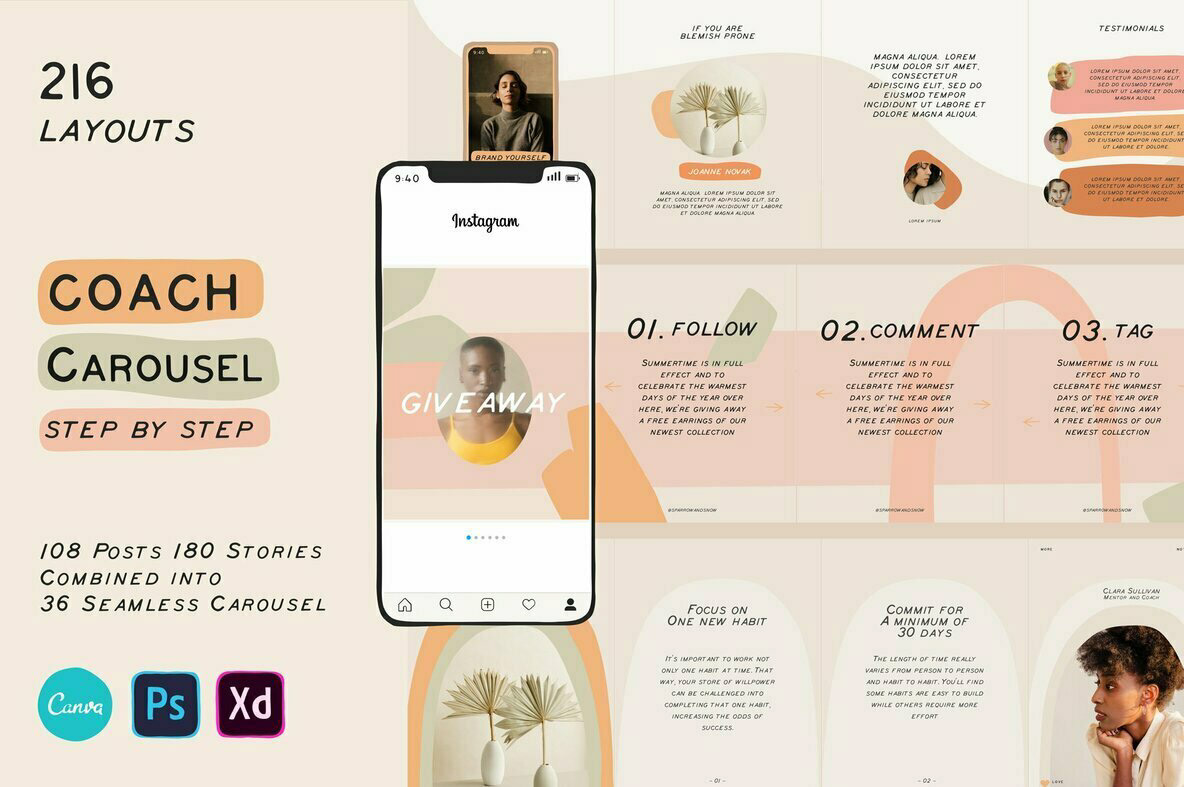 216
LAYOUTS
COACH
CAROUSEL
STEP BY STEP
108 POSTS 180 STORIES
COMBINED INTO
36 SEAMLESS CAROUSEL
Canva
Ps
Xd
9:40
BRAND YOURSELF
9:40
Instagram
GIVEAWAY
IF YOU ARE
BLEMISH PRONE
JOANNE NOVAK
MAGNA ALIQUA. LOREM IPSUM DOLOR SIT
AMET, CONSECTETUR ADIPISCING ELIT, SED
DO EIUSMOD TEMPOR INCIDIDUNT UT LABORE
ET DOLORE MAGNA ALIQUA.
MAGNA ALIQUA. LOREM
IPSUM DOLOR SIT AMET,
CONSECTETUR
ADIPISCING ELIT, SED DO
EIUSMOD TEMPOR
INCIDIDUNT UT LABORE ET
DOLORE MAGNA ALIQUA.
LOREM IPSUM
TESTIMONIALS
LOREM IPSUM DOLOR SIT AMET,
CONSECTETUR ADIPISCING ELIT,
SED DO EIUSMOD TEMPOR
INCIDIDUNT UT LABORE ET DOLORE
MAGNA ALIQUA.
LOREM IPSUM DOLOR SIT AMET,
CONSECTETUR ADIPISCING ELIT, SED
DO EIUSMOD TEMPOR INCIDIDUNT
UT LABORE ET DOLORE.
LOREM IPSUM DOLOR SIT AMET,
CONSECTETUR ADIPISCING ELIT, SED
DO EIUSMOD TEMPOR INCIDIDUNT
UT LABORE ET DOLORE.
01. FOLLOW
SUMMERTIME IS IN FULL
EFFECT AND TO
CELEBRATE THE WARMEST
DAYS OF THE YEAR OVER
HERE, WE'RE GIVING AWAY
A FREE EARRINGS OF OUR
NEWEST COLLECTION
@SPARROWANDSNOW
02. COMMENT
SUMMERTIME IS IN FULL
EFFECT AND TO
CELEBRATE THE WARMEST
DAYS OF THE YEAR OVER
HERE, WE'RE GIVING AWAY
A FREE EARRINGS OF OUR
NEWEST COLLECTION
@SPARROWANDSNOW
03. TAG
SUMMERTIME IS IN FULL
EFFECT AND TO
CELEBRATE THE WARMEST
DAYS OF THE YEAR OVER
HERE, WE'RE GIVING AWAY
A FREE EARRINGS OF OUR
NEWEST COLLECTION
@SPARROWANDSNOW
FOCUS ON
ONE NEW HABIT
IT'S IMPORTANT TO WORK NOT
ONLY ONE HABIT AT TIME. THAT
WAY, YOUR STORE OF WILLPOWER
CAN BE CHALLENGED INTO
COMPLETING THAT ONE HABIT,
INCREASING THE ODDS OF
SUCCESS.
- 01 -
COMMIT FOR
A MINIMUM OF
30 DAYS
THE LENGTH OF TIME REALLY
VARIES FROM PERSON TO PERSON
AND HABIT TO HABIT. YOU'LL FIND
SOME HABITS ARE EASY TO BUILD
WHILE OTHERS REQUIRE MORE
EFFORT
- 02 -
MORE
CLARA SULLIVAN
MENTOR AND COACH
LOVE